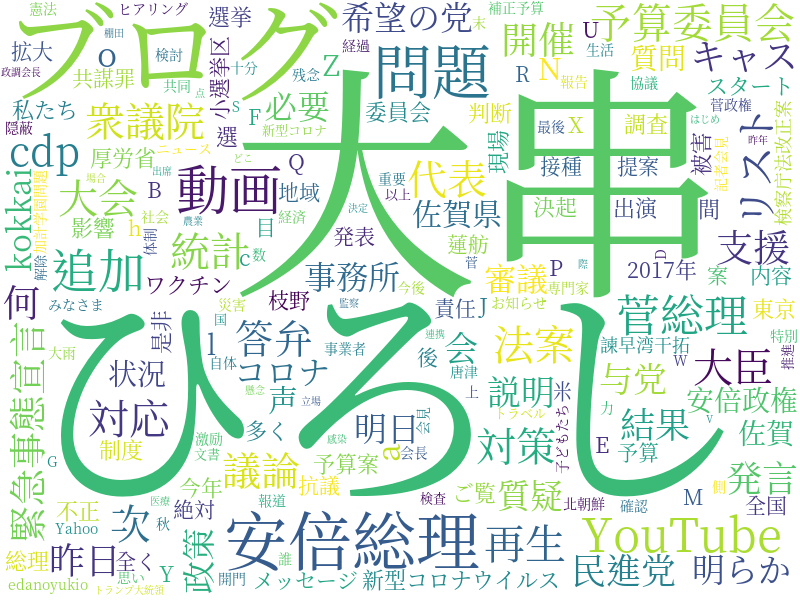 憲法
ヒアリング
選挙
希望の党
補正予算
末
予算委員会
ブログ
棚田
検討
経過
開催
U
生活
拡大
O
政調会長
共謀罪
共同
点
小選挙区
十分
残念
Z
問題
協議
質問
キャス
R
N
報告
菅政権
スタート
私たち
S
F
必要
委員会
大串
判断
最後
X
調査
はじめ
隠蔽
衆議院
ニュース
選
新型コロナ
現場
接種
提案
被害
リスト
昨年
記者会見
検察庁法改正案
cdp
厚労省
出席
どこ
Q
動画
地域
重要
以上
代表
決起
出演
間
kokkai
場合
大会
B
社会
経済
決定
佐賀県
蓮舫
D
解除
加計学園問題
影響
h
農業
目
発表
菅
P
2017年
案
内容
支援
体制
統計
c
数
事務所
今後
審議
際
専門家
何
追加
みなさま
ワクチン
枝野
責任
J
お知らせ
菅総理
東京
緊急事態宣言
災害
国
監察
法案
諫早湾干拓
W
特別
大雨
是非
l
答弁
後
会
連携
唐津
大臣
推進
状況
自体
事業者
コロナ
説明
上
米
与党
安倍政権
ひろし
対応
懸念
立場
声
明日
会見
トラベル
子どもたち
力
結果
佐賀
V
制度
激励
多く
感染
会長
a
対策
E
予算
G
文書
議論
予算案
抗議
ご覧
質疑
北朝鮮
M
発言
側
不正
今年
次
医療
報道
検査
確認
全国
Yahoo
秋
絶対
安倍総理
再生
YouTube
総理
昨日
全く
政策
誰
edanoyukio
思い
Y
開門
メッセージ
新型コロナウイルス
民進党
明らか
トランプ大統領